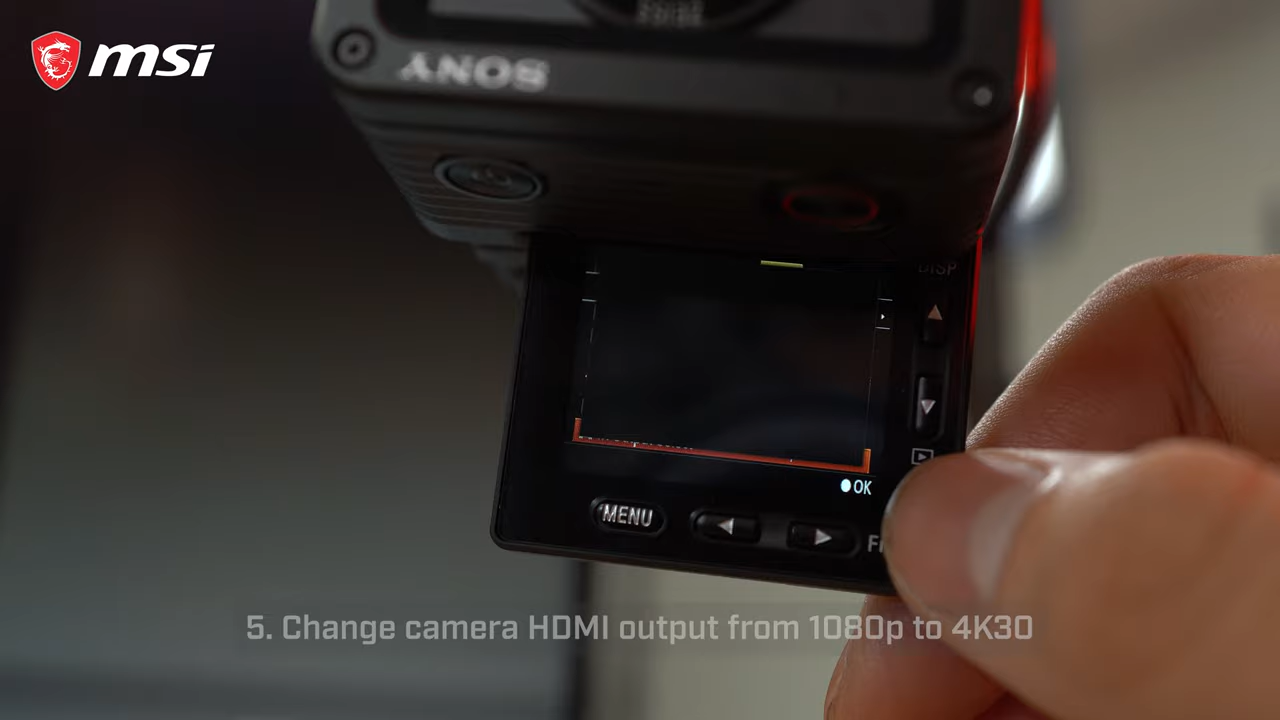 msi
SONY
DISP
OK
MENU
5. Change camera HDMI output from 1080p to 4K30